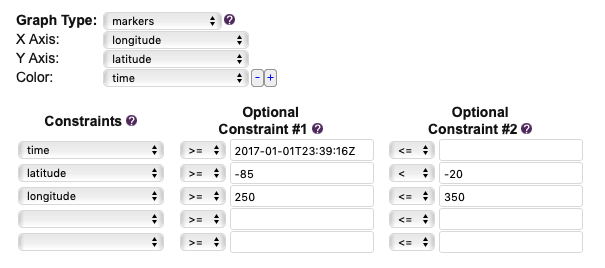 Graph Type: markers ?
X Axis: longitude
Y Axis: latitude
Color: time - +
Constraints ? Optional Constraint #1 ? Optional Constraint #2 ?
time >= 2017-01-01T23:39:16Z <=
latitude >= -85 < -20
longitude >= 250 <= 350
>= <=
>= <=